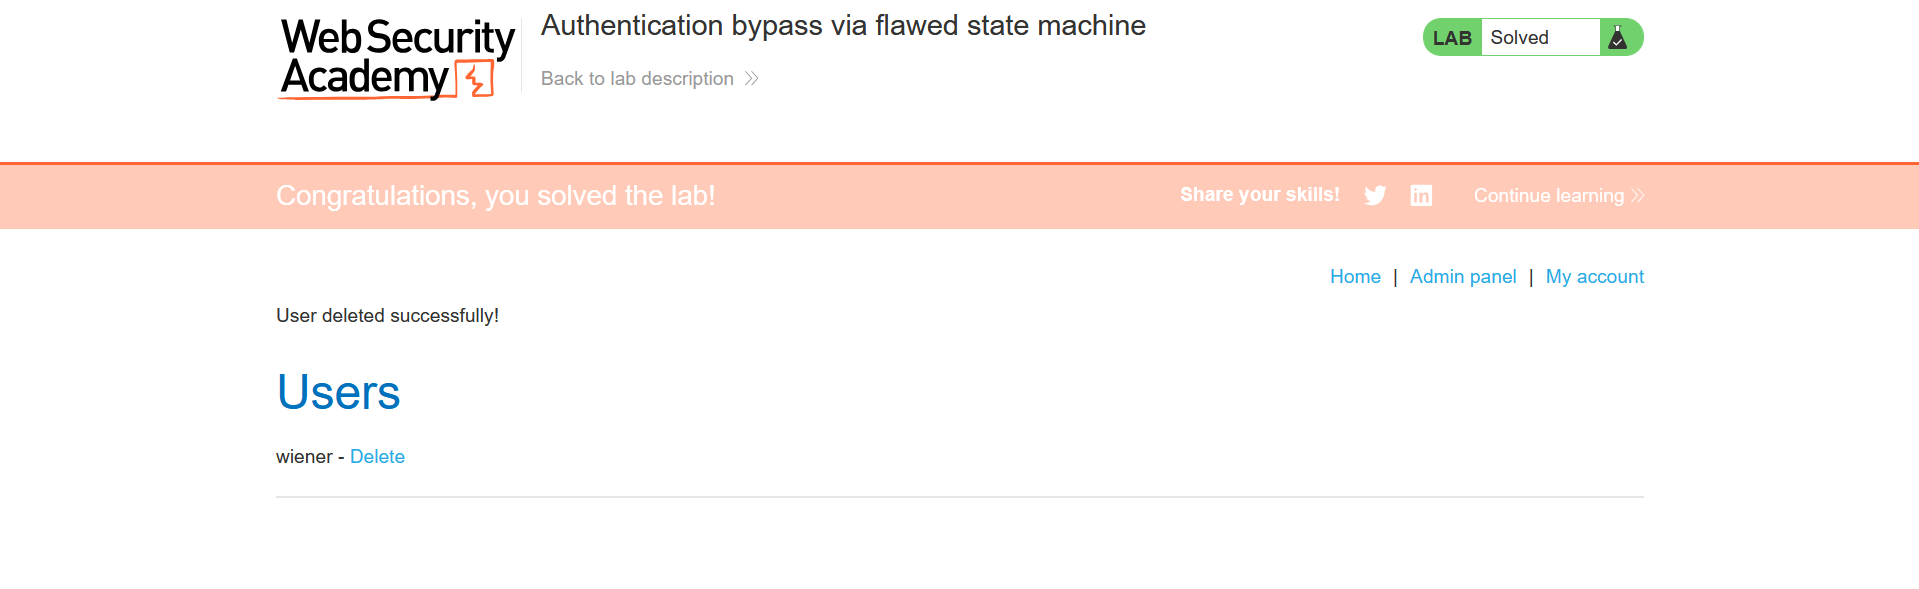 Web Security
Academy
Authentication bypass via flawed state machine
Back to lab description
LAB Solved
Congratulations, you solved the lab!
Share your skills!
in
Continue learning
Home | Admin panel | My account
User deleted successfully!
Users
wiener - Delete